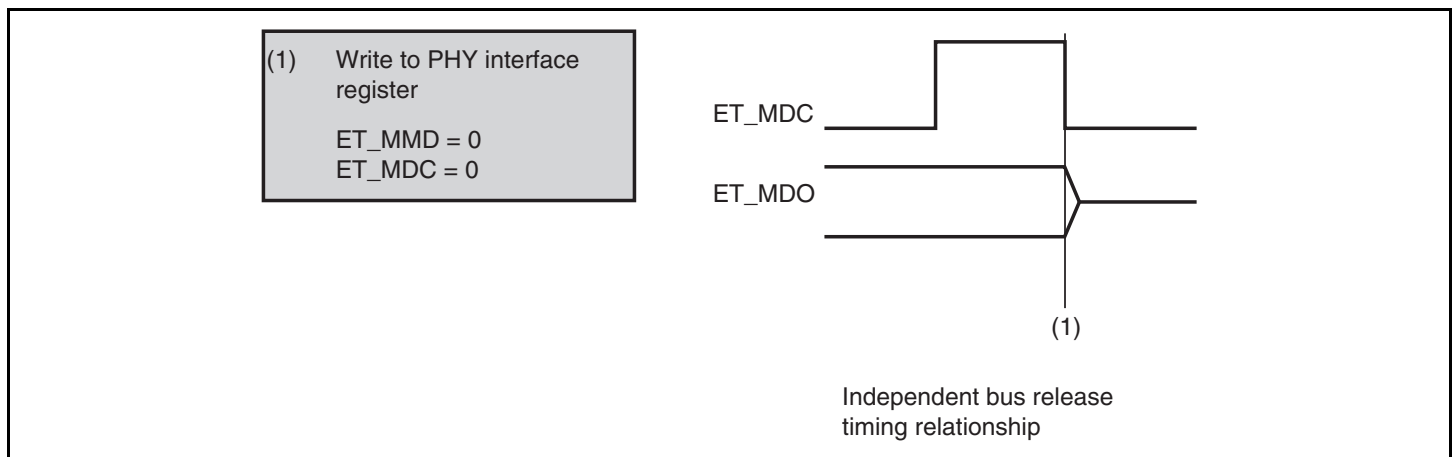 (1) Write to PHY interface
register
ET_MMD = 0
ET_MDC = 0
ET_MDC
ET_MDO
(1)
Independent bus release
timing relationship